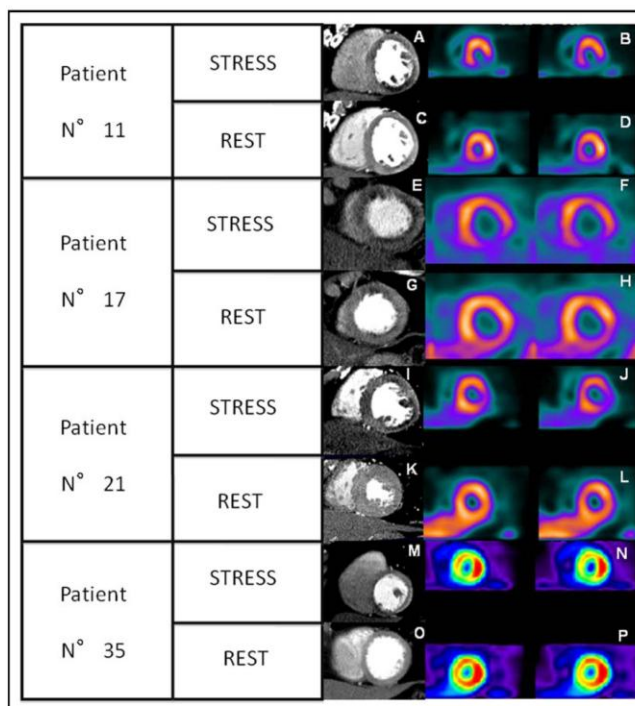 Patient
N° 11
STRESS
A
B
REST
C
D
Patient
N° 17
STRESS
E
F
REST
G
H
Patient
N° 21
STRESS
I
J
REST
K
L
Patient
N° 35
STRESS
M
N
REST
O
P